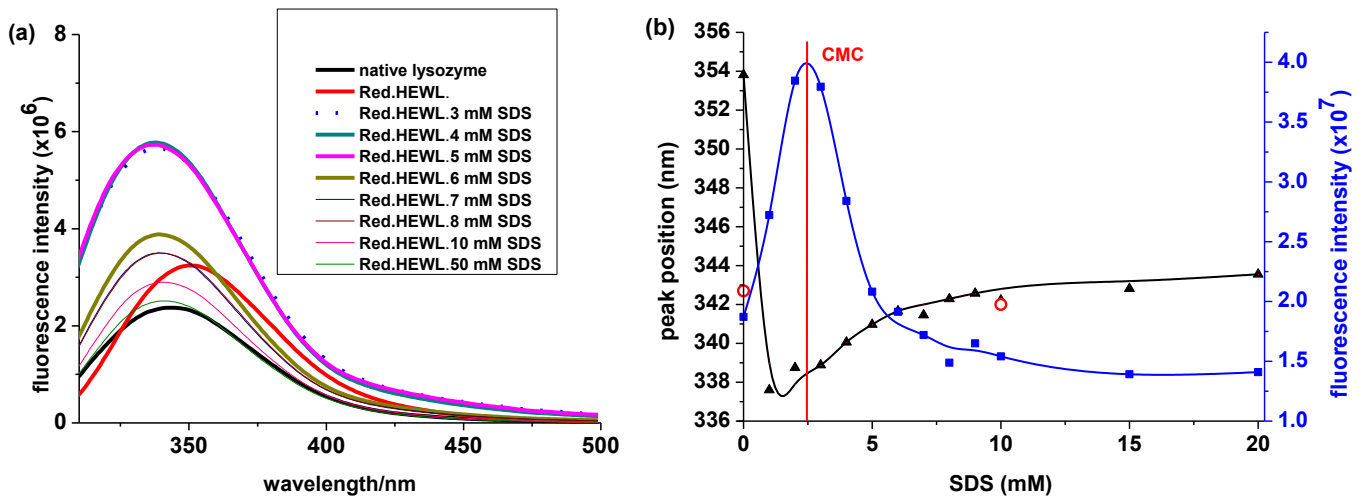 (a)
fluorescence intensity (x10^6)
8
6
4
2
0
350
400
450
500
wavelength/nm
native lysozyme
Red.HEWL.
Red.HEWL.3 mM SDS
Red.HEWL.4 mM SDS
Red.HEWL.5 mM SDS
Red.HEWL.6 mM SDS
Red.HEWL.7 mM SDS
Red.HEWL.8 mM SDS
Red.HEWL.10 mM SDS
Red.HEWL.50 mM SDS
(b)
peak position (nm)
356
354
352
350
348
346
344
342
340
338
336
CMC
0
5
10
15
20
SDS (mM)
4.0
3.5
3.0
2.5
2.0
1.5
1.0
fluorescence intensity (x10^7)